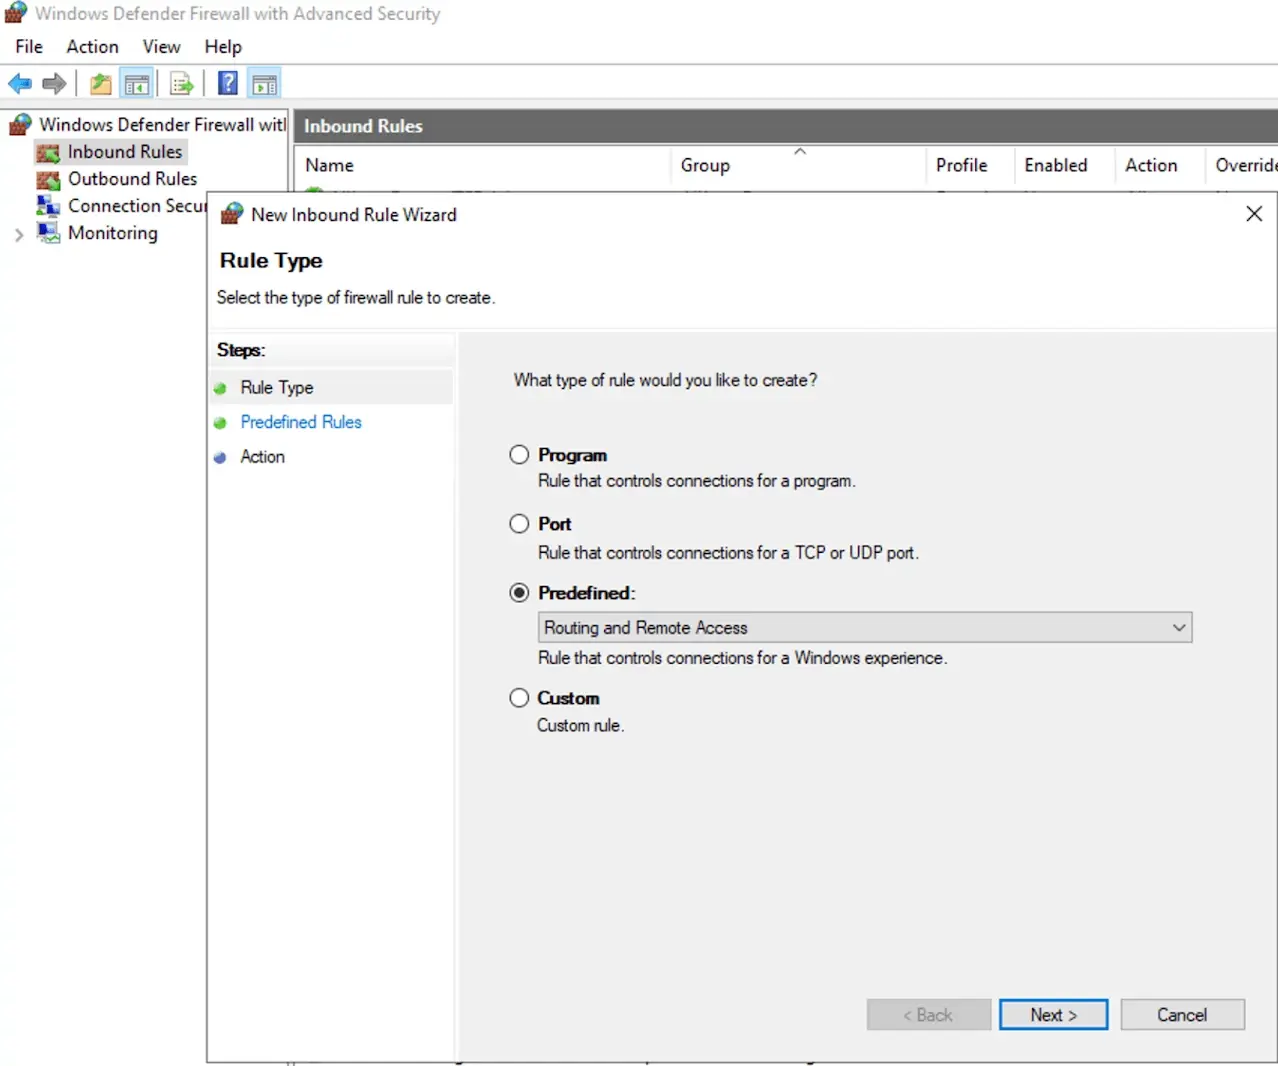 Windows Defender Firewall with Advanced Security
File Action View Help
Windows Defender Firewall wit
Inbound Rules
Outbound Rules
Connection Secu
Monitoring
Inbound Rules
Name Group Profile Enabled Action Override
New Inbound Rule Wizard
Rule Type
Select the type of firewall rule to create.
Steps:
Rule Type
Predefined Rules
Action
What type of rule would you like to create?
Program
Rule that controls connections for a program.
Port
Rule that controls connections for a TCP or UDP port.
Predefined:
Routing and Remote Access
Rule that controls connections for a Windows experience.
Custom
Custom rule.
< Back Next > Cancel